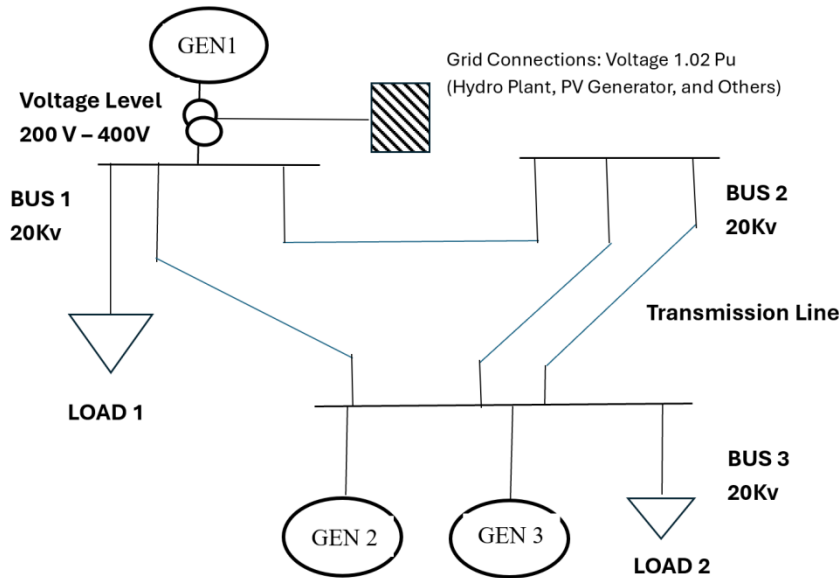 GEN1
Grid Connections: Voltage 1.02 Pu
(Hydro Plant, PV Generator, and Others)
Voltage Level
200 V – 400V
BUS 1
20Kv
BUS 2
20Kv
Transmission Line
LOAD 1
BUS 3
20Kv
GEN 2
GEN 3
LOAD 2